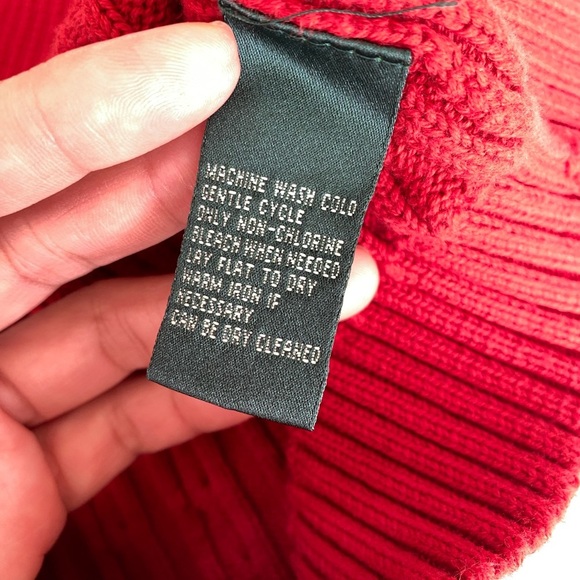 MACHINE WASH COLD
GENTLE CYCLE
ONLY NON-CHLORINE
BLEACH WHEN NEEDED
LAY FLAT TO DRY
WARM IRON IF
NECESSARY
CAN BE DRY CLEANED